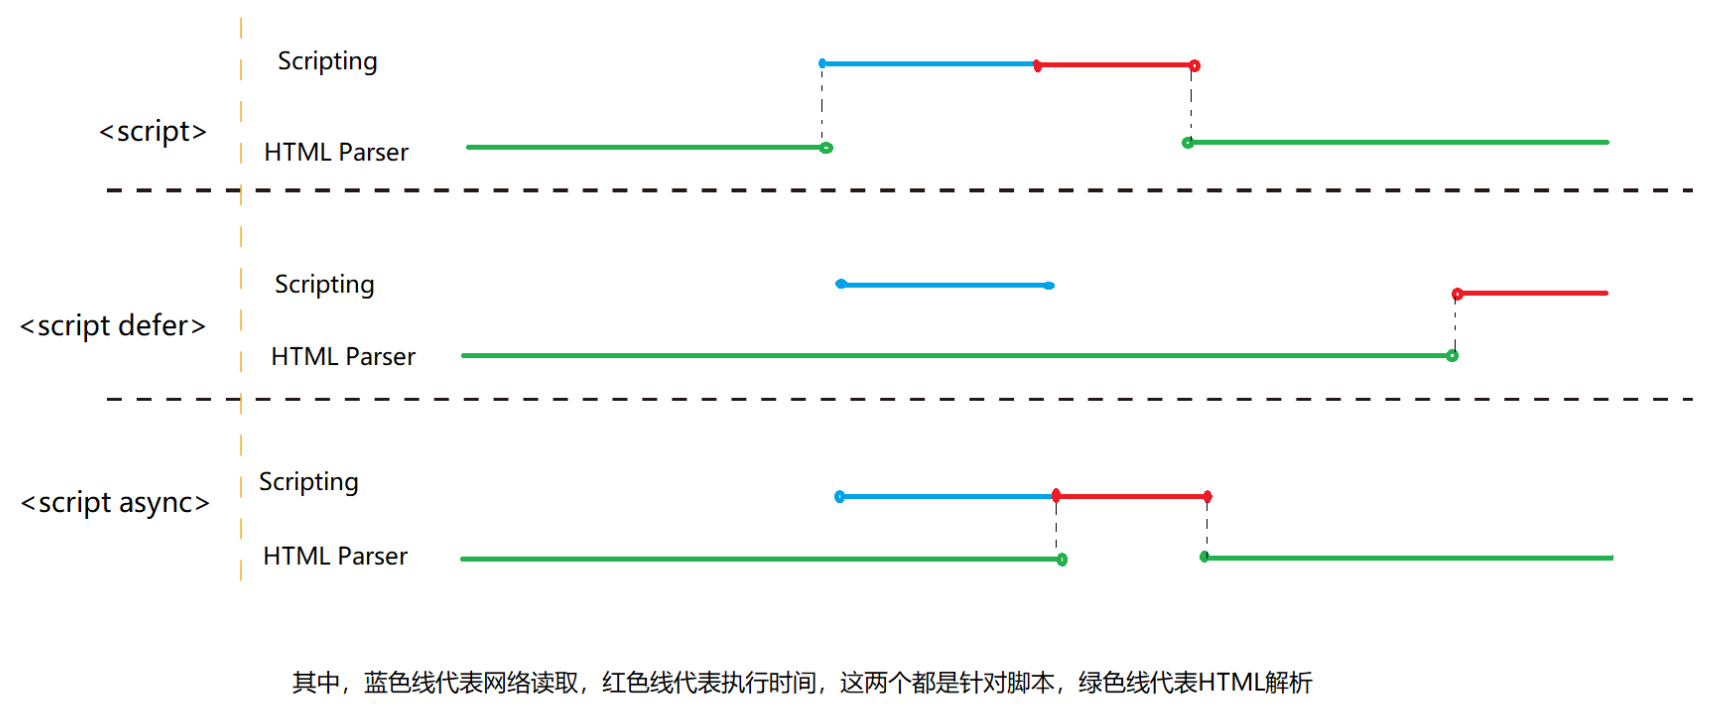 Scripting
<script>
HTML Parser
Scripting
<script defer>
HTML Parser
Scripting
<script async>
HTML Parser
其中，蓝色线代表网络读取，红色线代表执行时间，这两个都是针对脚本，绿色线代表HTML解析